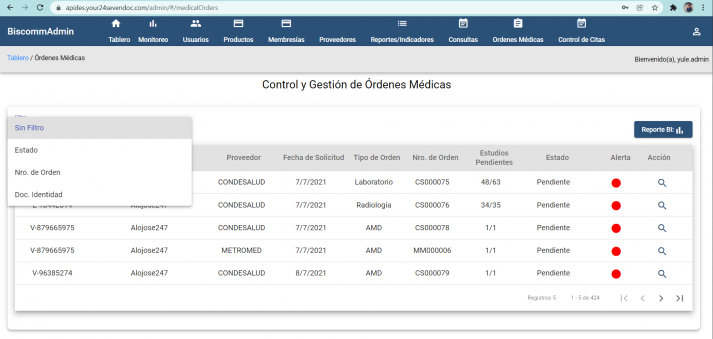 apides.your24sevendoc.com/admin/#/medicalOrders
BiscommAdmin
Tablero Monitoreo Usuarios Productos Membresías Proveedores Reportes/Indicadores Consultas Ordenes Médicas Control de Citas
Tablero / Órdenes Médicas
Bienvenido(a), yule.admin
Control y Gestión de Órdenes Médicas
Sin Filtro
Estado
Nro. de Orden
Doc. Identidad
Reporte BI:
Proveedor Fecha de Solicitud Tipo de Orden Nro. de Orden Estudios Pendientes Estado Alerta Acción
CONDESALUD 7/7/2021 Laboratorio CS000075 48/63 Pendiente
CONDESALUD 7/7/2021 Radiologia CS000076 34/35 Pendiente
V-879665975 Alojose247 CONDESALUD 7/7/2021 AMD CS000078 1/1 Pendiente
V-879665975 Alojose247 METROMED 7/7/2021 AMD MM000006 1/1 Pendiente
V-96385274 Alojose247 CONDESALUD 8/7/2021 AMD CS000079 1/1 Pendiente
Registros 5 1 - 5 de 424